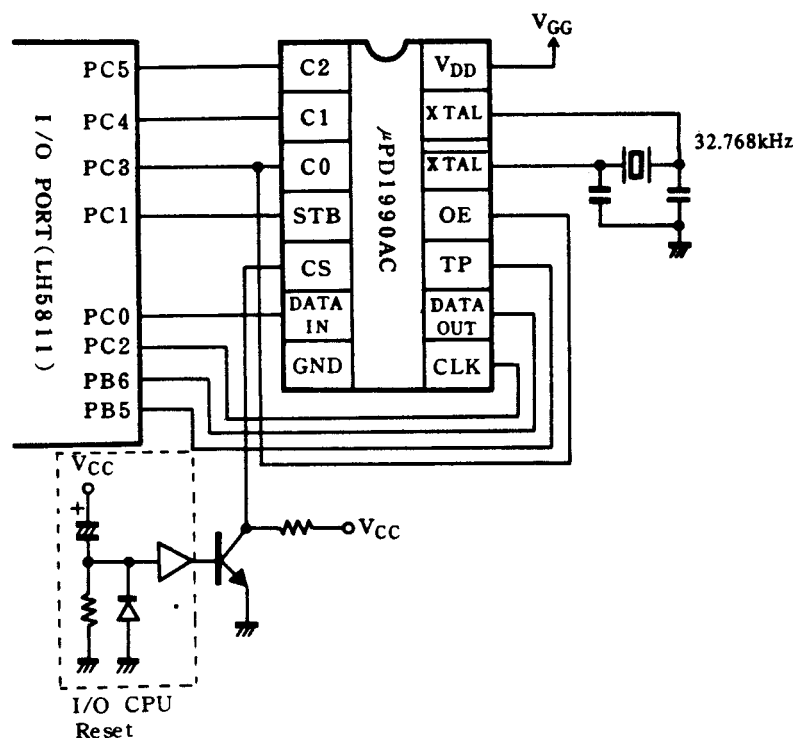 V_GG
PC5
C2
V_DD
PC4
C1
XTAL
32.768kHz
PC3
C0
XTAL
PC1
STB
OE
CS
TP
PC0
DATA
IN
DATA
OUT
PC2
GND
CLK
PB6
PB5
I/O PORT(LH5811)
μPD1990AC
V_CC
+
V_CC
I/O CPU
Reset